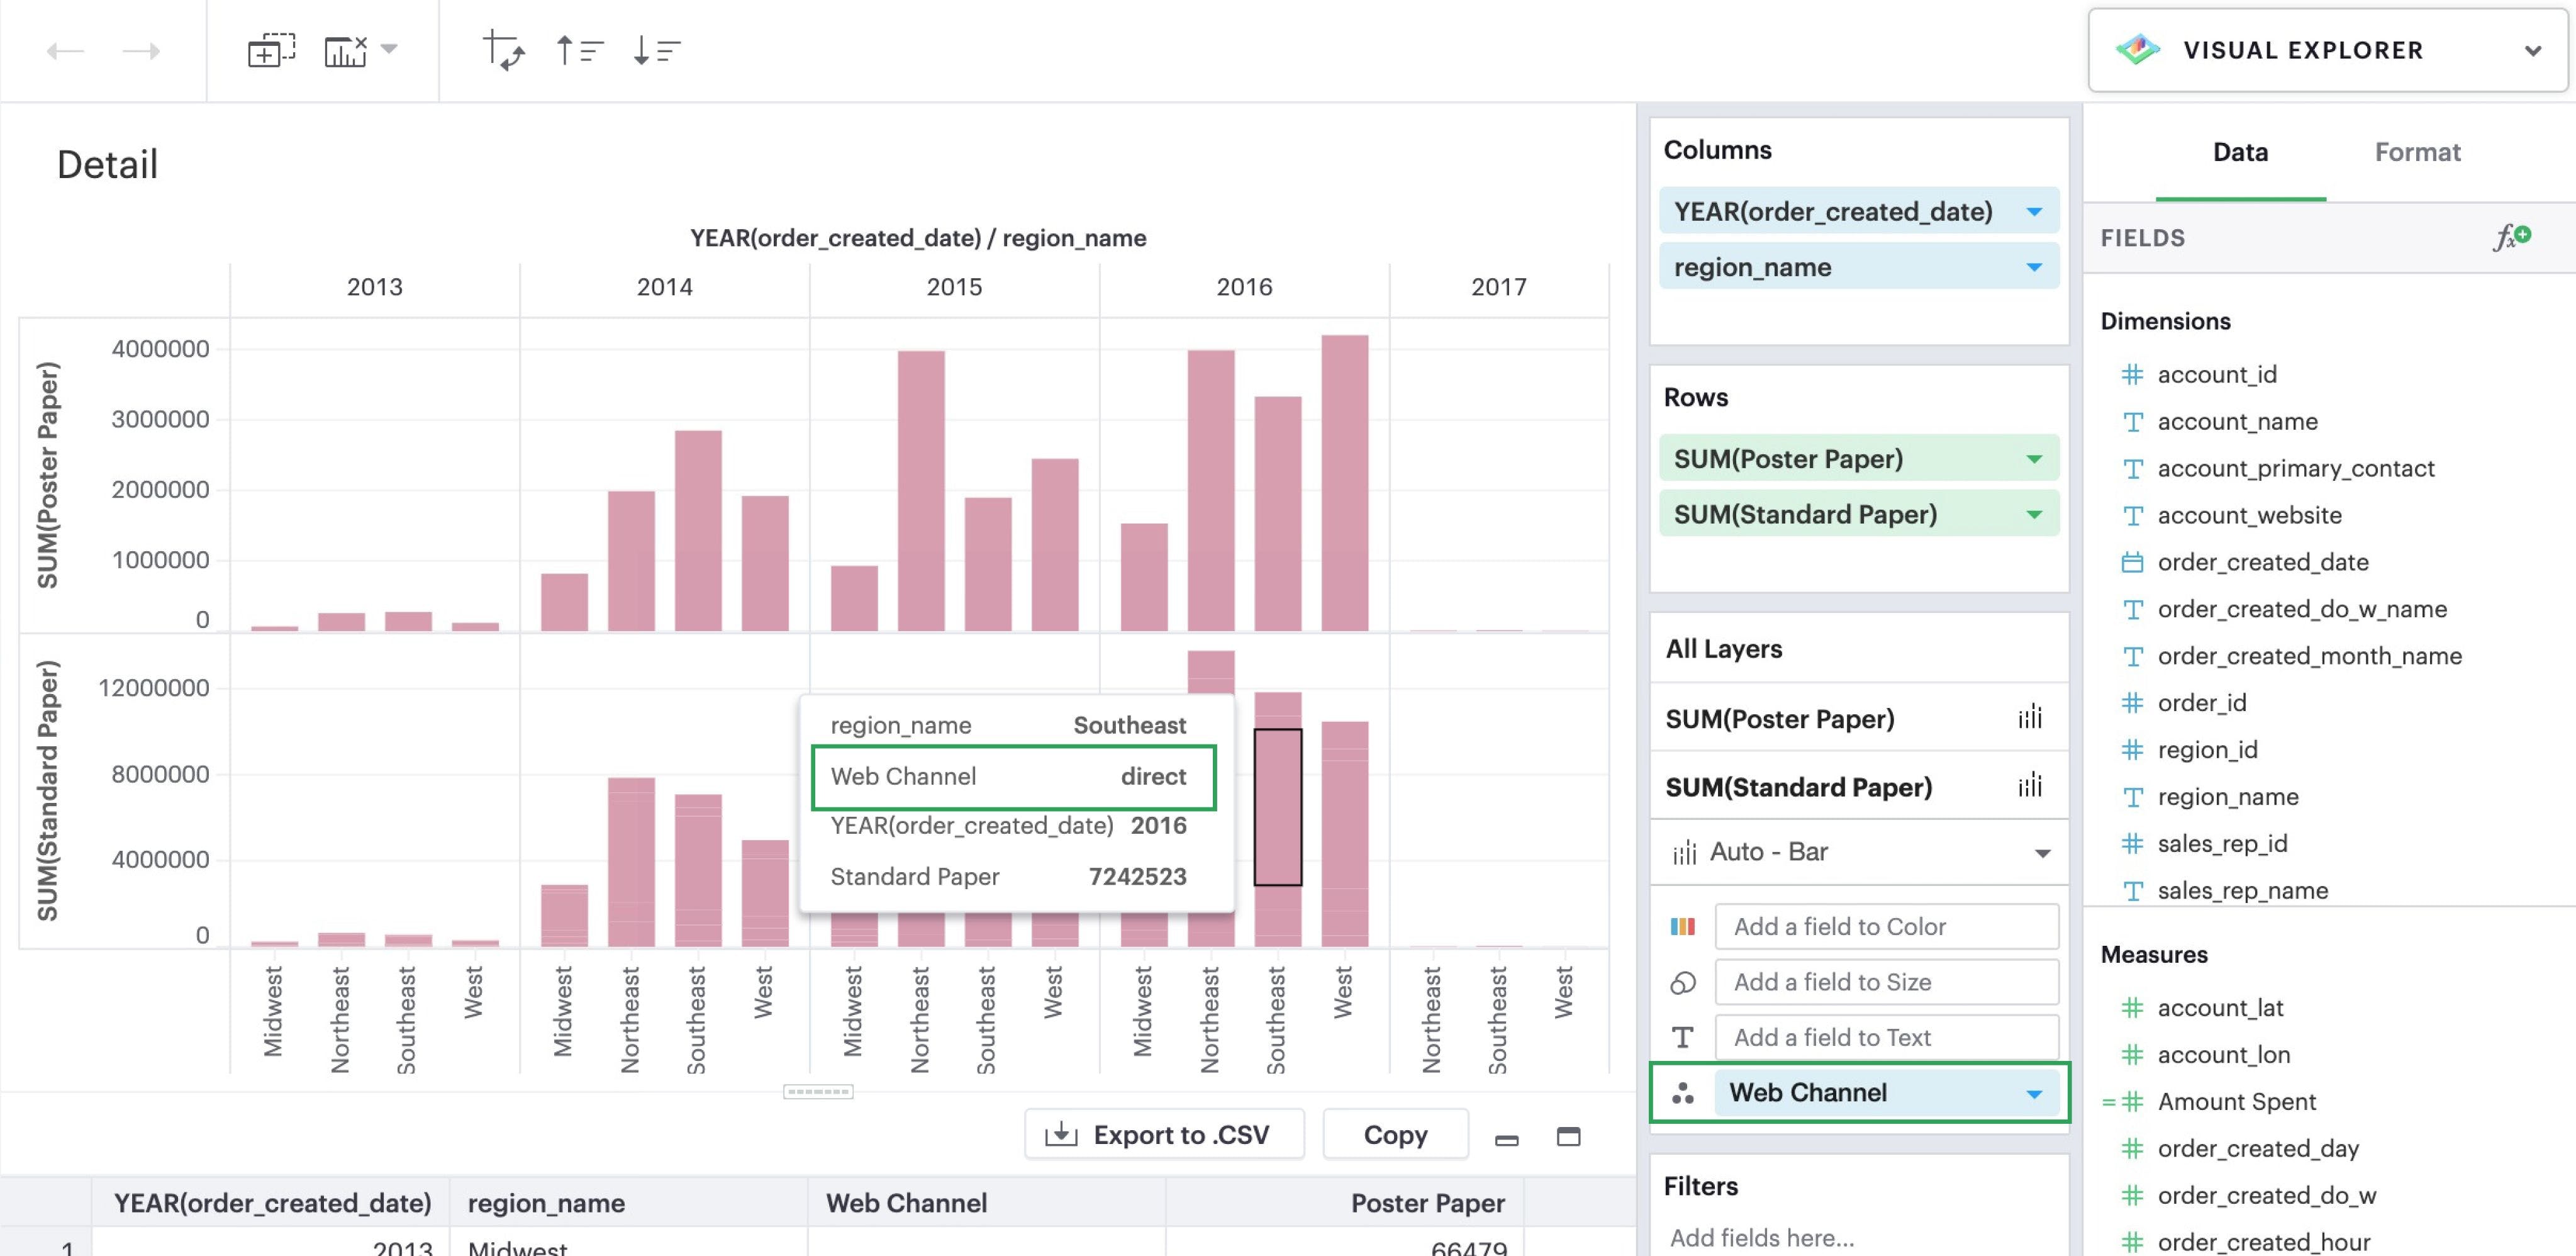 VISUAL EXPLORER
Detail
YEAR(order_created_date) / region_name
2013 2014 2015 2016 2017
SUM(Poster Paper)
4000000
3000000
2000000
1000000
0
SUM(Standard Paper)
12000000
8000000
4000000
0
region_name Southeast
Web Channel direct
YEAR(order_created_date) 2016
Standard Paper 7242523
Midwest Northeast Southeast West Midwest Northeast Southeast West Midwest Northeast Southeast West Midwest Northeast Southeast West Northeast Southeast West
Export to .CSV Copy
YEAR(order_created_date) region_name Web Channel Poster Paper
1 2013 Midwest 66479
Columns
YEAR(order_created_date)
region_name
Rows
SUM(Poster Paper)
SUM(Standard Paper)
All Layers
SUM(Poster Paper)
SUM(Standard Paper)
Auto - Bar
Add a field to Color
Add a field to Size
T Add a field to Text
Web Channel
Filters
Add fields here...
Data Format
FIELDS fx
Dimensions
# account_id
T account_name
T account_primary_contact
T account_website
order_created_date
T order_created_do_w_name
T order_created_month_name
# order_id
# region_id
T region_name
# sales_rep_id
T sales_rep_name
Measures
# account_lat
# account_lon
=# Amount Spent
# order_created_day
# order_created_do_w
# order_created_hour